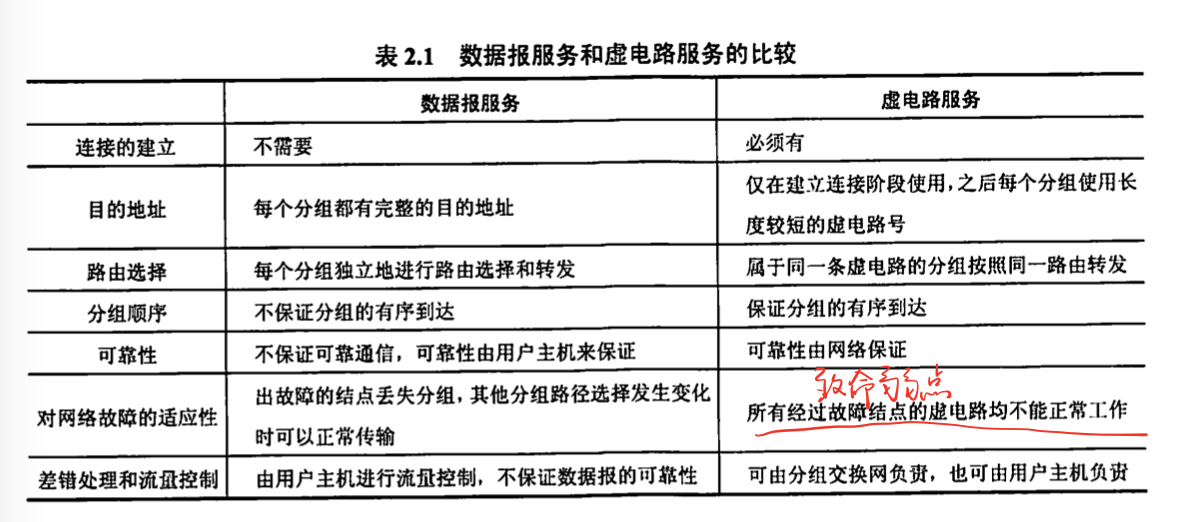 表 2.1 数据报服务和虚电路服务的比较
数据报服务 虚电路服务
连接的建立 不需要 必须有
目的地址 每个分组都有完整的目的地址 仅在建立连接阶段使用，之后每个分组使用长
度较短的虚电路号
路由选择 每个分组独立地进行路由选择和转发 属于同一条虚电路的分组按照同一路由转发
分组顺序 不保证分组的有序到达 保证分组的有序到达
可靠性 不保证可靠通信，可靠性由用户主机来保证 可靠性由网络保证
致命弱点
对网络故障的适应性 出故障的结点丢失分组，其他分组路径选择发生变化
时可以正常传输 所有经过故障结点的虚电路均不能正常工作
差错处理和流量控制 由用户主机进行流量控制，不保证数据报的可靠性 可由分组交换网负责，也可由用户主机负责